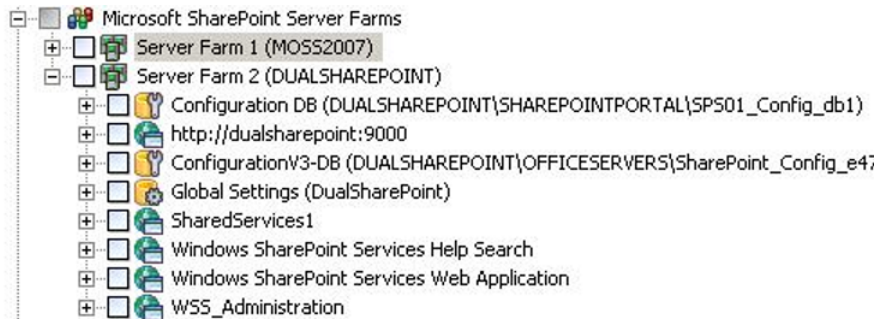 Microsoft SharePoint Server Farms
Server Farm 1 (MOSS2007)
Server Farm 2 (DUALSHAREPOINT)
Configuration DB (DUALSHAREPOINT\SHAREPOINTPORTAL\SPS01_Config_db1)
http://dualsharepoint:9000
ConfigurationV3-DB (DUALSHAREPOINT\OFFICESERVERS\SharePoint_Config_e47
Global Settings (DualSharePoint)
SharedServices1
Windows SharePoint Services Help Search
Windows SharePoint Services Web Application
WSS_Administration